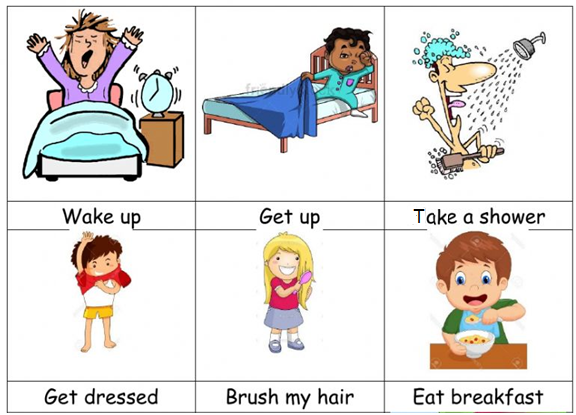 Wake up
Get up
Take a shower
Get dressed
Brush my hair
Eat breakfast